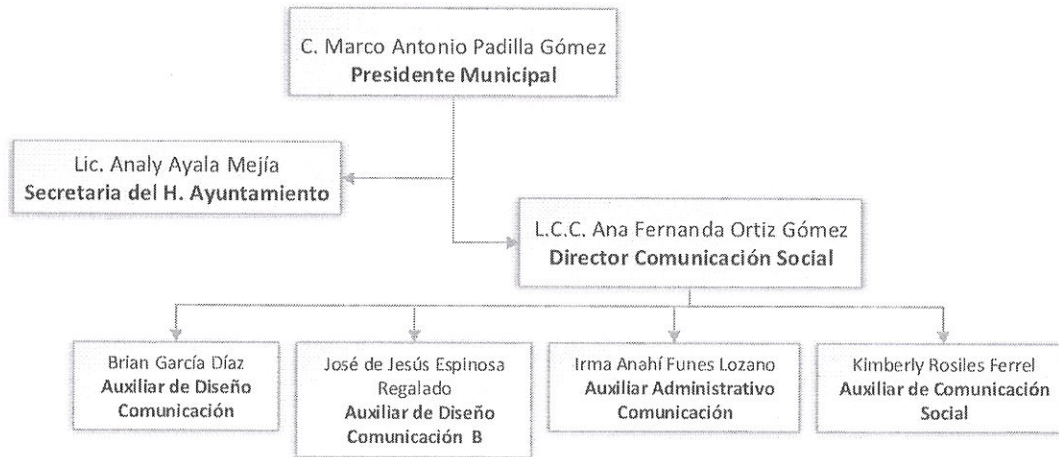 C. Marco Antonio Padilla Gómez
Presidente Municipal
Lic. Analy Ayala Mejía
Secretaria del H. Ayuntamiento
L.C.C. Ana Fernanda Ortiz Gómez
Director Comunicación Social
Brian García Díaz
Auxiliar de Diseño
Comunicación
José de Jesús Espinosa
Regalado
Auxiliar de Diseño
Comunicación B
Irma Anahí Funes Lozano
Auxiliar Administrativo
Comunicación
Kimberly Rosiles Ferrel
Auxiliar de Comunicación
Social